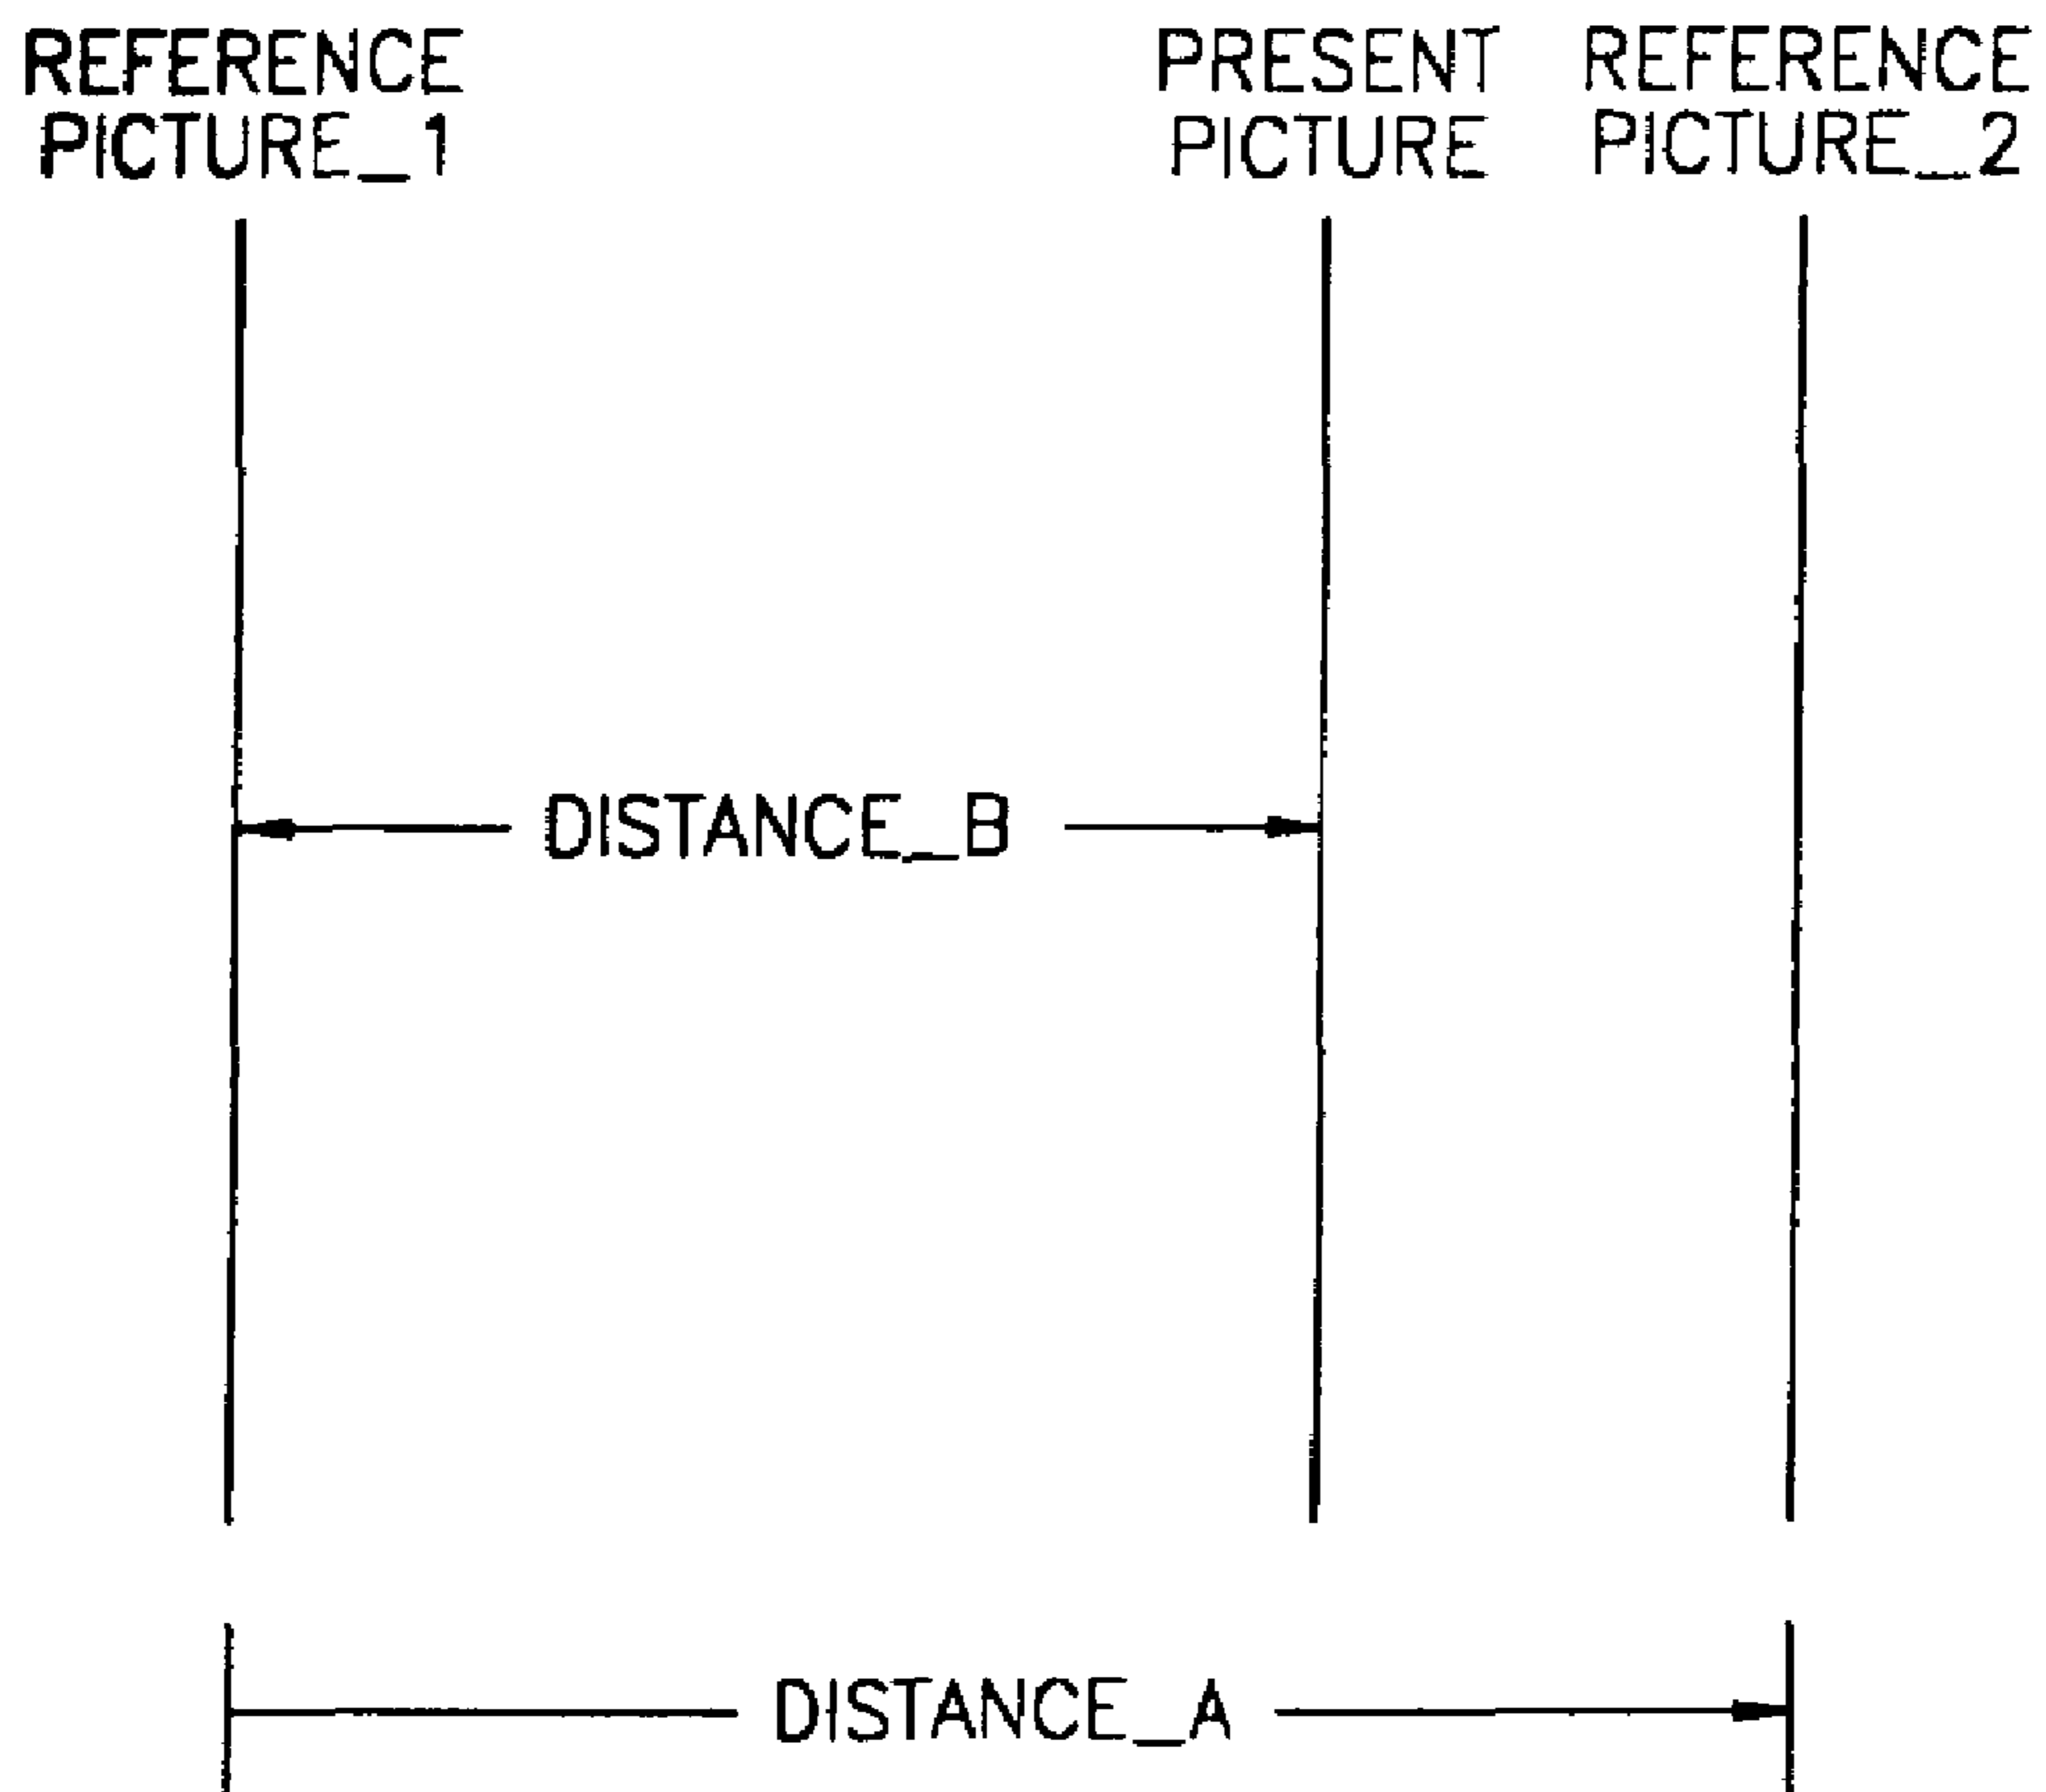 REFERENCE
PICTURE_1
PRESENT
PICTURE
REFERENCE
PICTURE_2
DISTANCE_B
DISTANCE_A